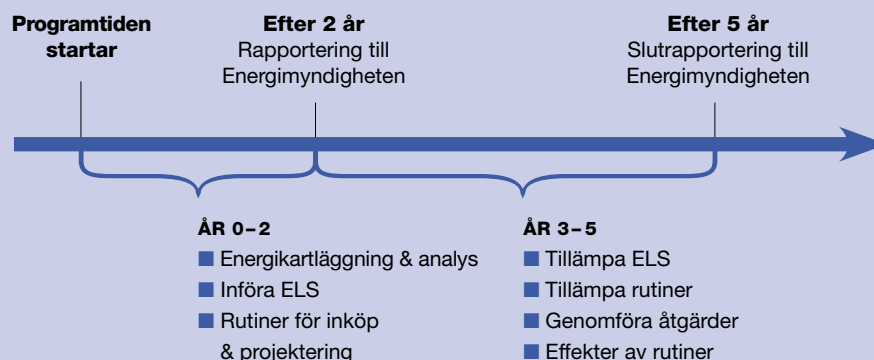 Programtiden
startar
Efter 2 år
Rapportering till
Energimyndigheten
Efter 5 år
Slutrapportering till
Energimyndigheten
ÅR 0–2
Energikartläggning & analys
Införa ELS
Rutiner för inköp
& projektering
ÅR 3–5
Tillämpa ELS
Tillämpa rutiner
Genomföra åtgärder
Effekter av rutiner